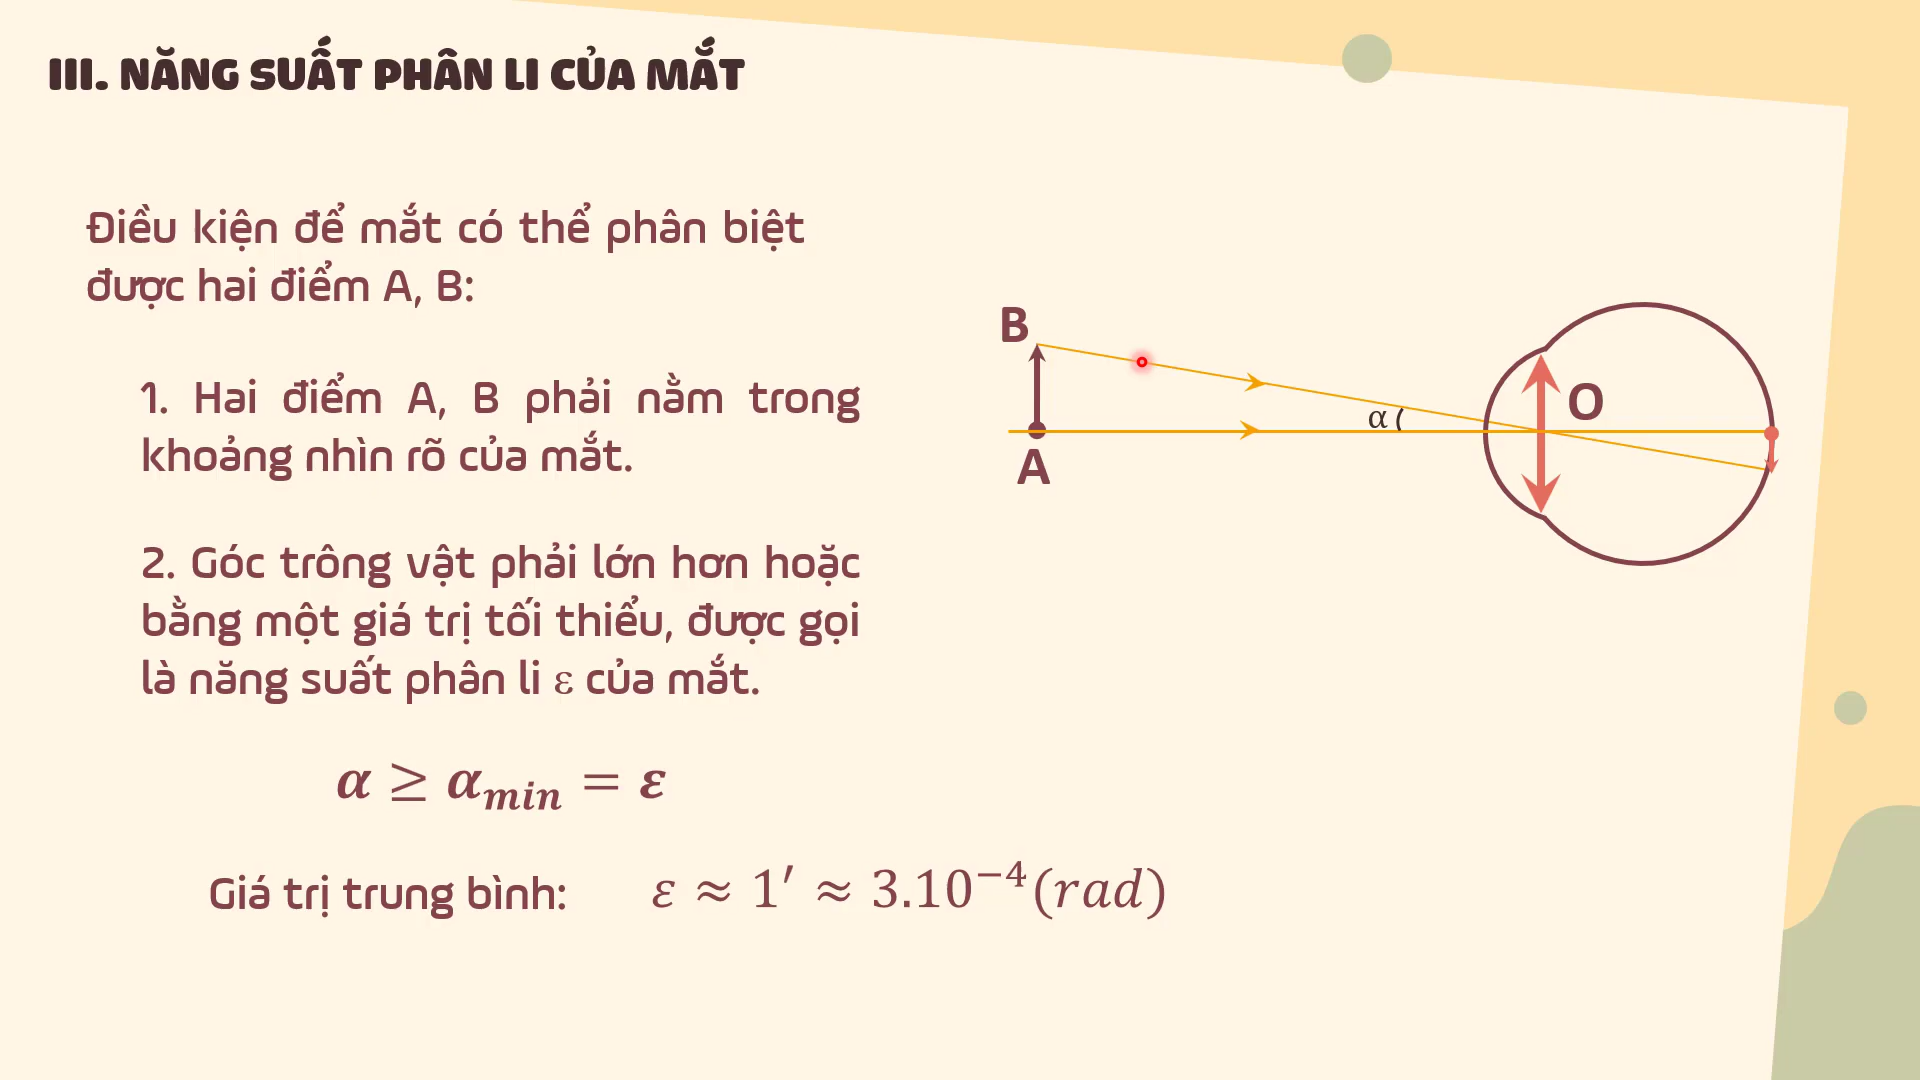 III. NĂNG SUẤT PHÂN LI CỦA MẮT
Điều kiện để mắt có thể phân biệt
được hai điểm A, B:
1. Hai điểm A, B phải nằm trong
khoảng nhìn rõ của mắt.
2. Góc trông vật phải lớn hơn hoặc
bằng một giá trị tối thiểu, được gọi
là năng suất phân li ε của mắt.
α ≥ α_min = ε
Giá trị trung bình: ε ≈ 1′ ≈ 3.10⁻⁴(rad)
B
O
α
A